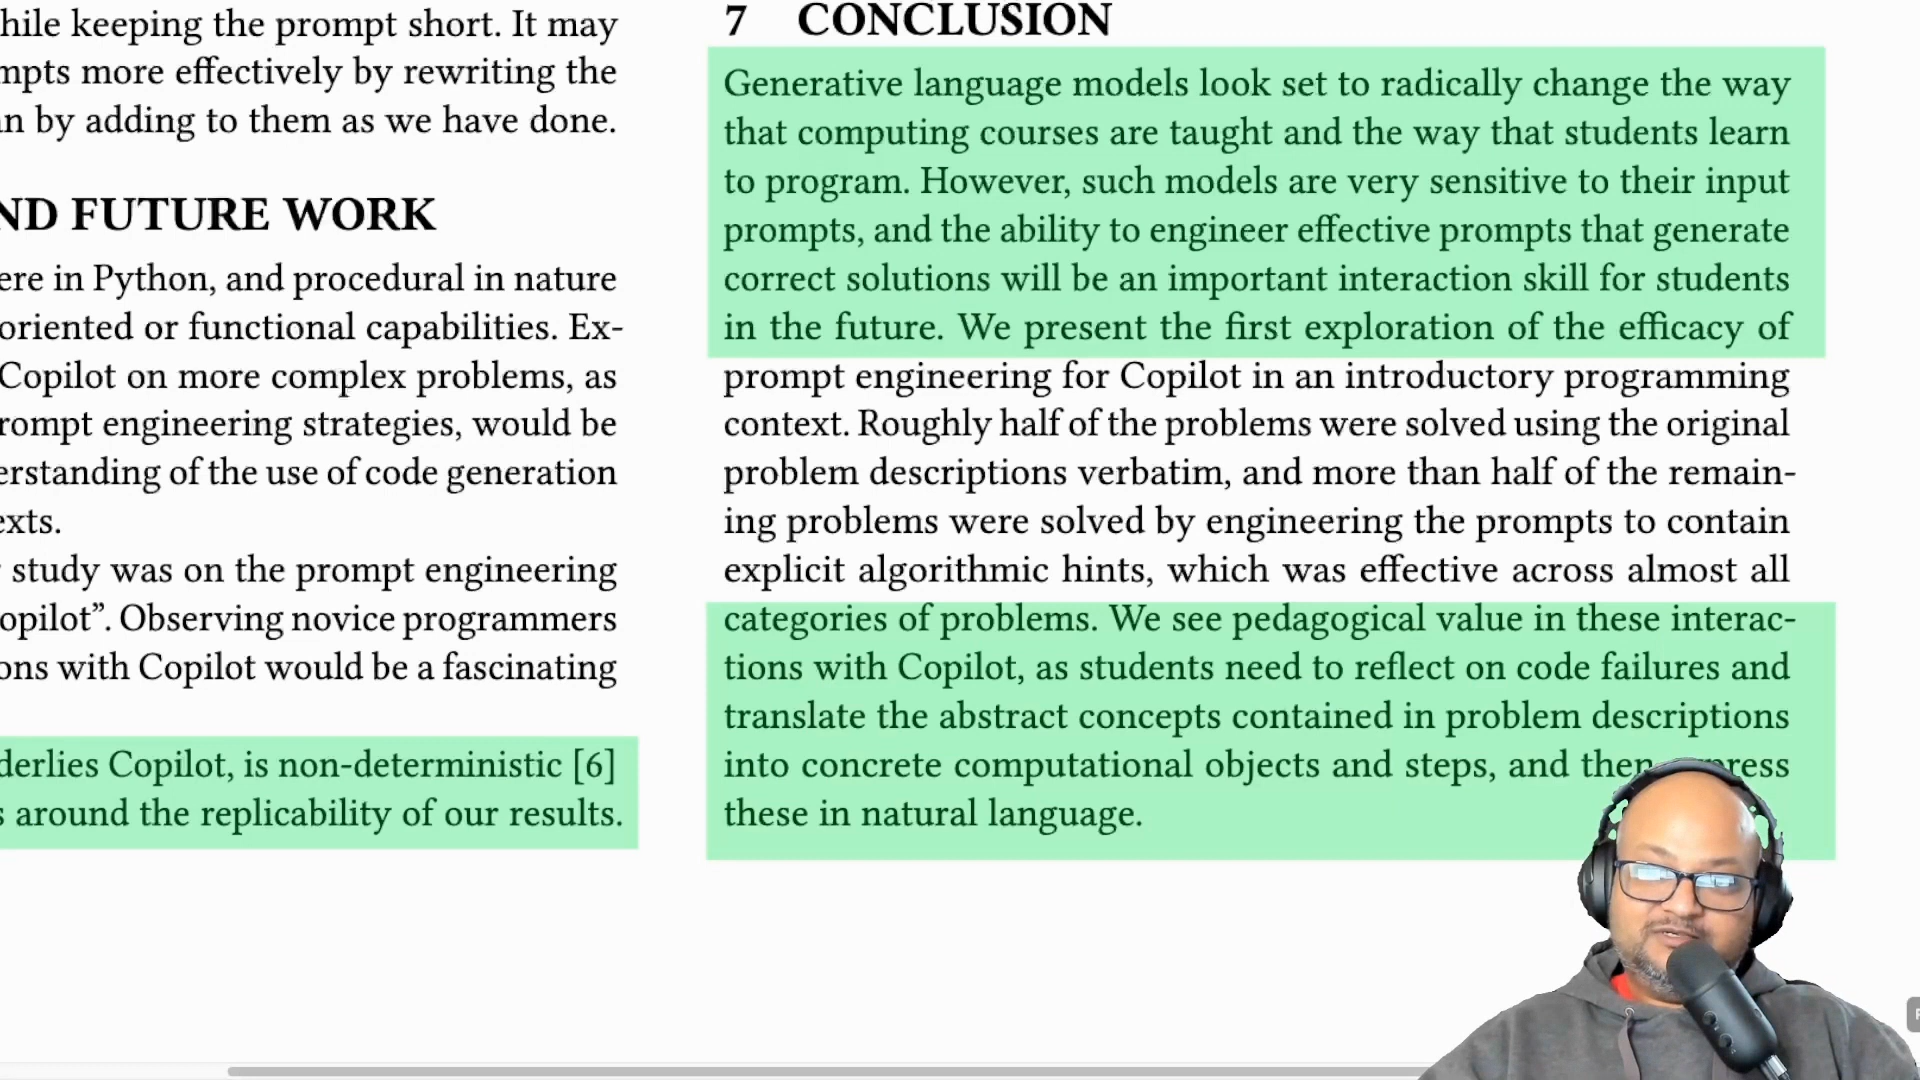 hile keeping the prompt short. It may
mpts more effectively by rewriting the
an by adding to them as we have done.
ND FUTURE WORK
ere in Python, and procedural in nature
oriented or functional capabilities. Ex-
Copilot on more complex problems, as
rompt engineering strategies, would be
erstanding of the use of code generation
exts.
study was on the prompt engineering
opilot”. Observing novice programmers
ons with Copilot would be a fascinating
derlies Copilot, is non-deterministic [6]
s around the replicability of our results.
7 CONCLUSION
Generative language models look set to radically change the way
that computing courses are taught and the way that students learn
to program. However, such models are very sensitive to their input
prompts, and the ability to engineer effective prompts that generate
correct solutions will be an important interaction skill for students
in the future. We present the first exploration of the efficacy of
prompt engineering for Copilot in an introductory programming
context. Roughly half of the problems were solved using the original
problem descriptions verbatim, and more than half of the remain-
ing problems were solved by engineering the prompts to contain
explicit algorithmic hints, which was effective across almost all
categories of problems. We see pedagogical value in these interac-
tions with Copilot, as students need to reflect on code failures and
translate the abstract concepts contained in problem descriptions
into concrete computational objects and steps, and then press
these in natural language.